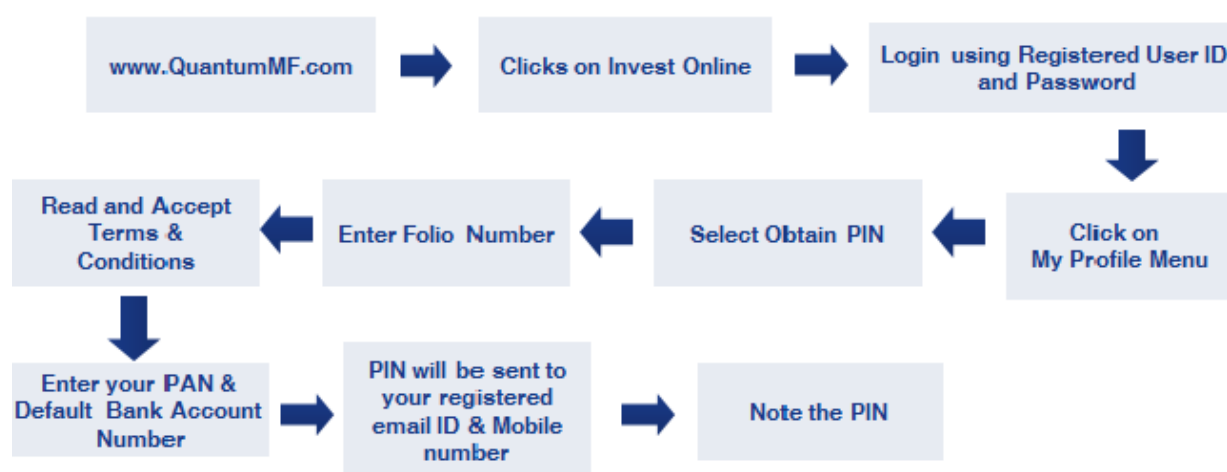 www.QuantumMF.com
Clicks on Invest Online
Login using Registered User ID
and Password
Click on
My Profile Menu
Select Obtain PIN
Enter Folio Number
Read and Accept
Terms &
Conditions
Enter your PAN &
Default Bank Account
Number
PIN will be sent to
your registered
email ID & Mobile
number
Note the PIN